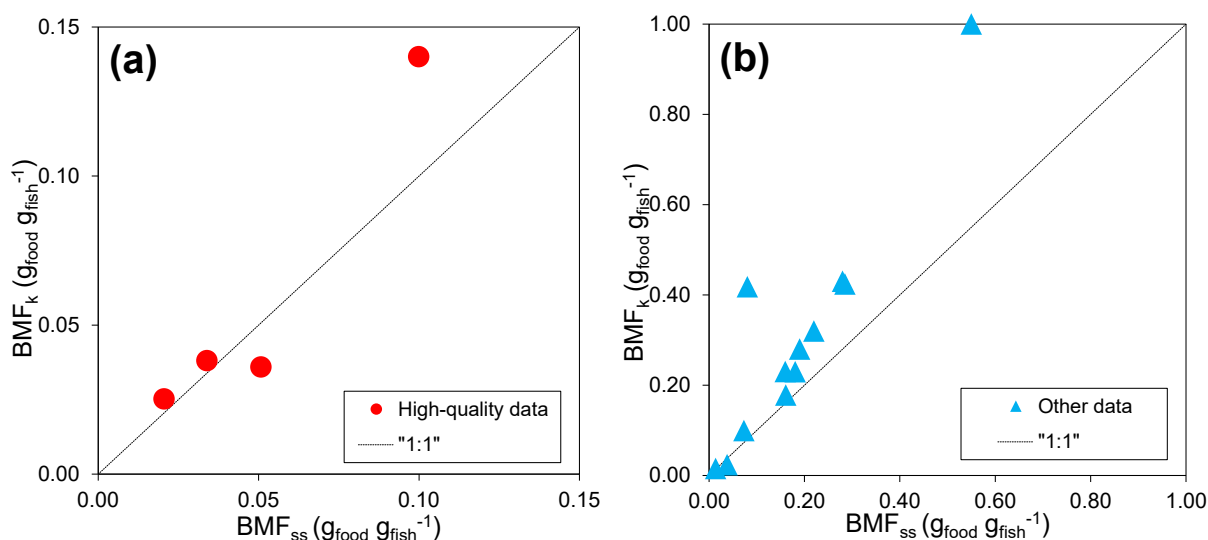 (a)
0.15
0.10
0.05
0.00
0.00 0.05 0.10 0.15
BMFk (gfood gfish-1)
BMFss (gfood gfish-1)
High-quality data
"1:1"
(b)
1.00
0.80
0.60
0.40
0.20
0.00
0.00 0.20 0.40 0.60 0.80 1.00
BMFk (gfood gfish-1)
BMFss (gfood gfish-1)
Other data
"1:1"